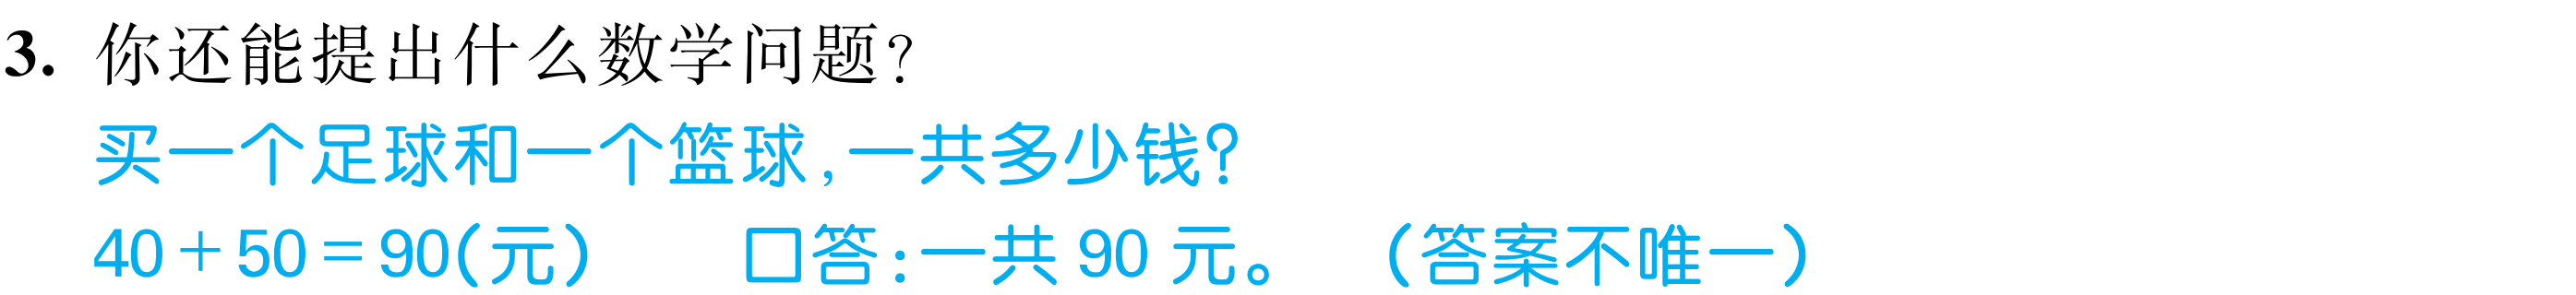 3. 你还能提出什么数学问题?
买一个足球和一个篮球,一共多少钱?
40+50=90(元) 口答:一共 90 元。 (答案不唯一)